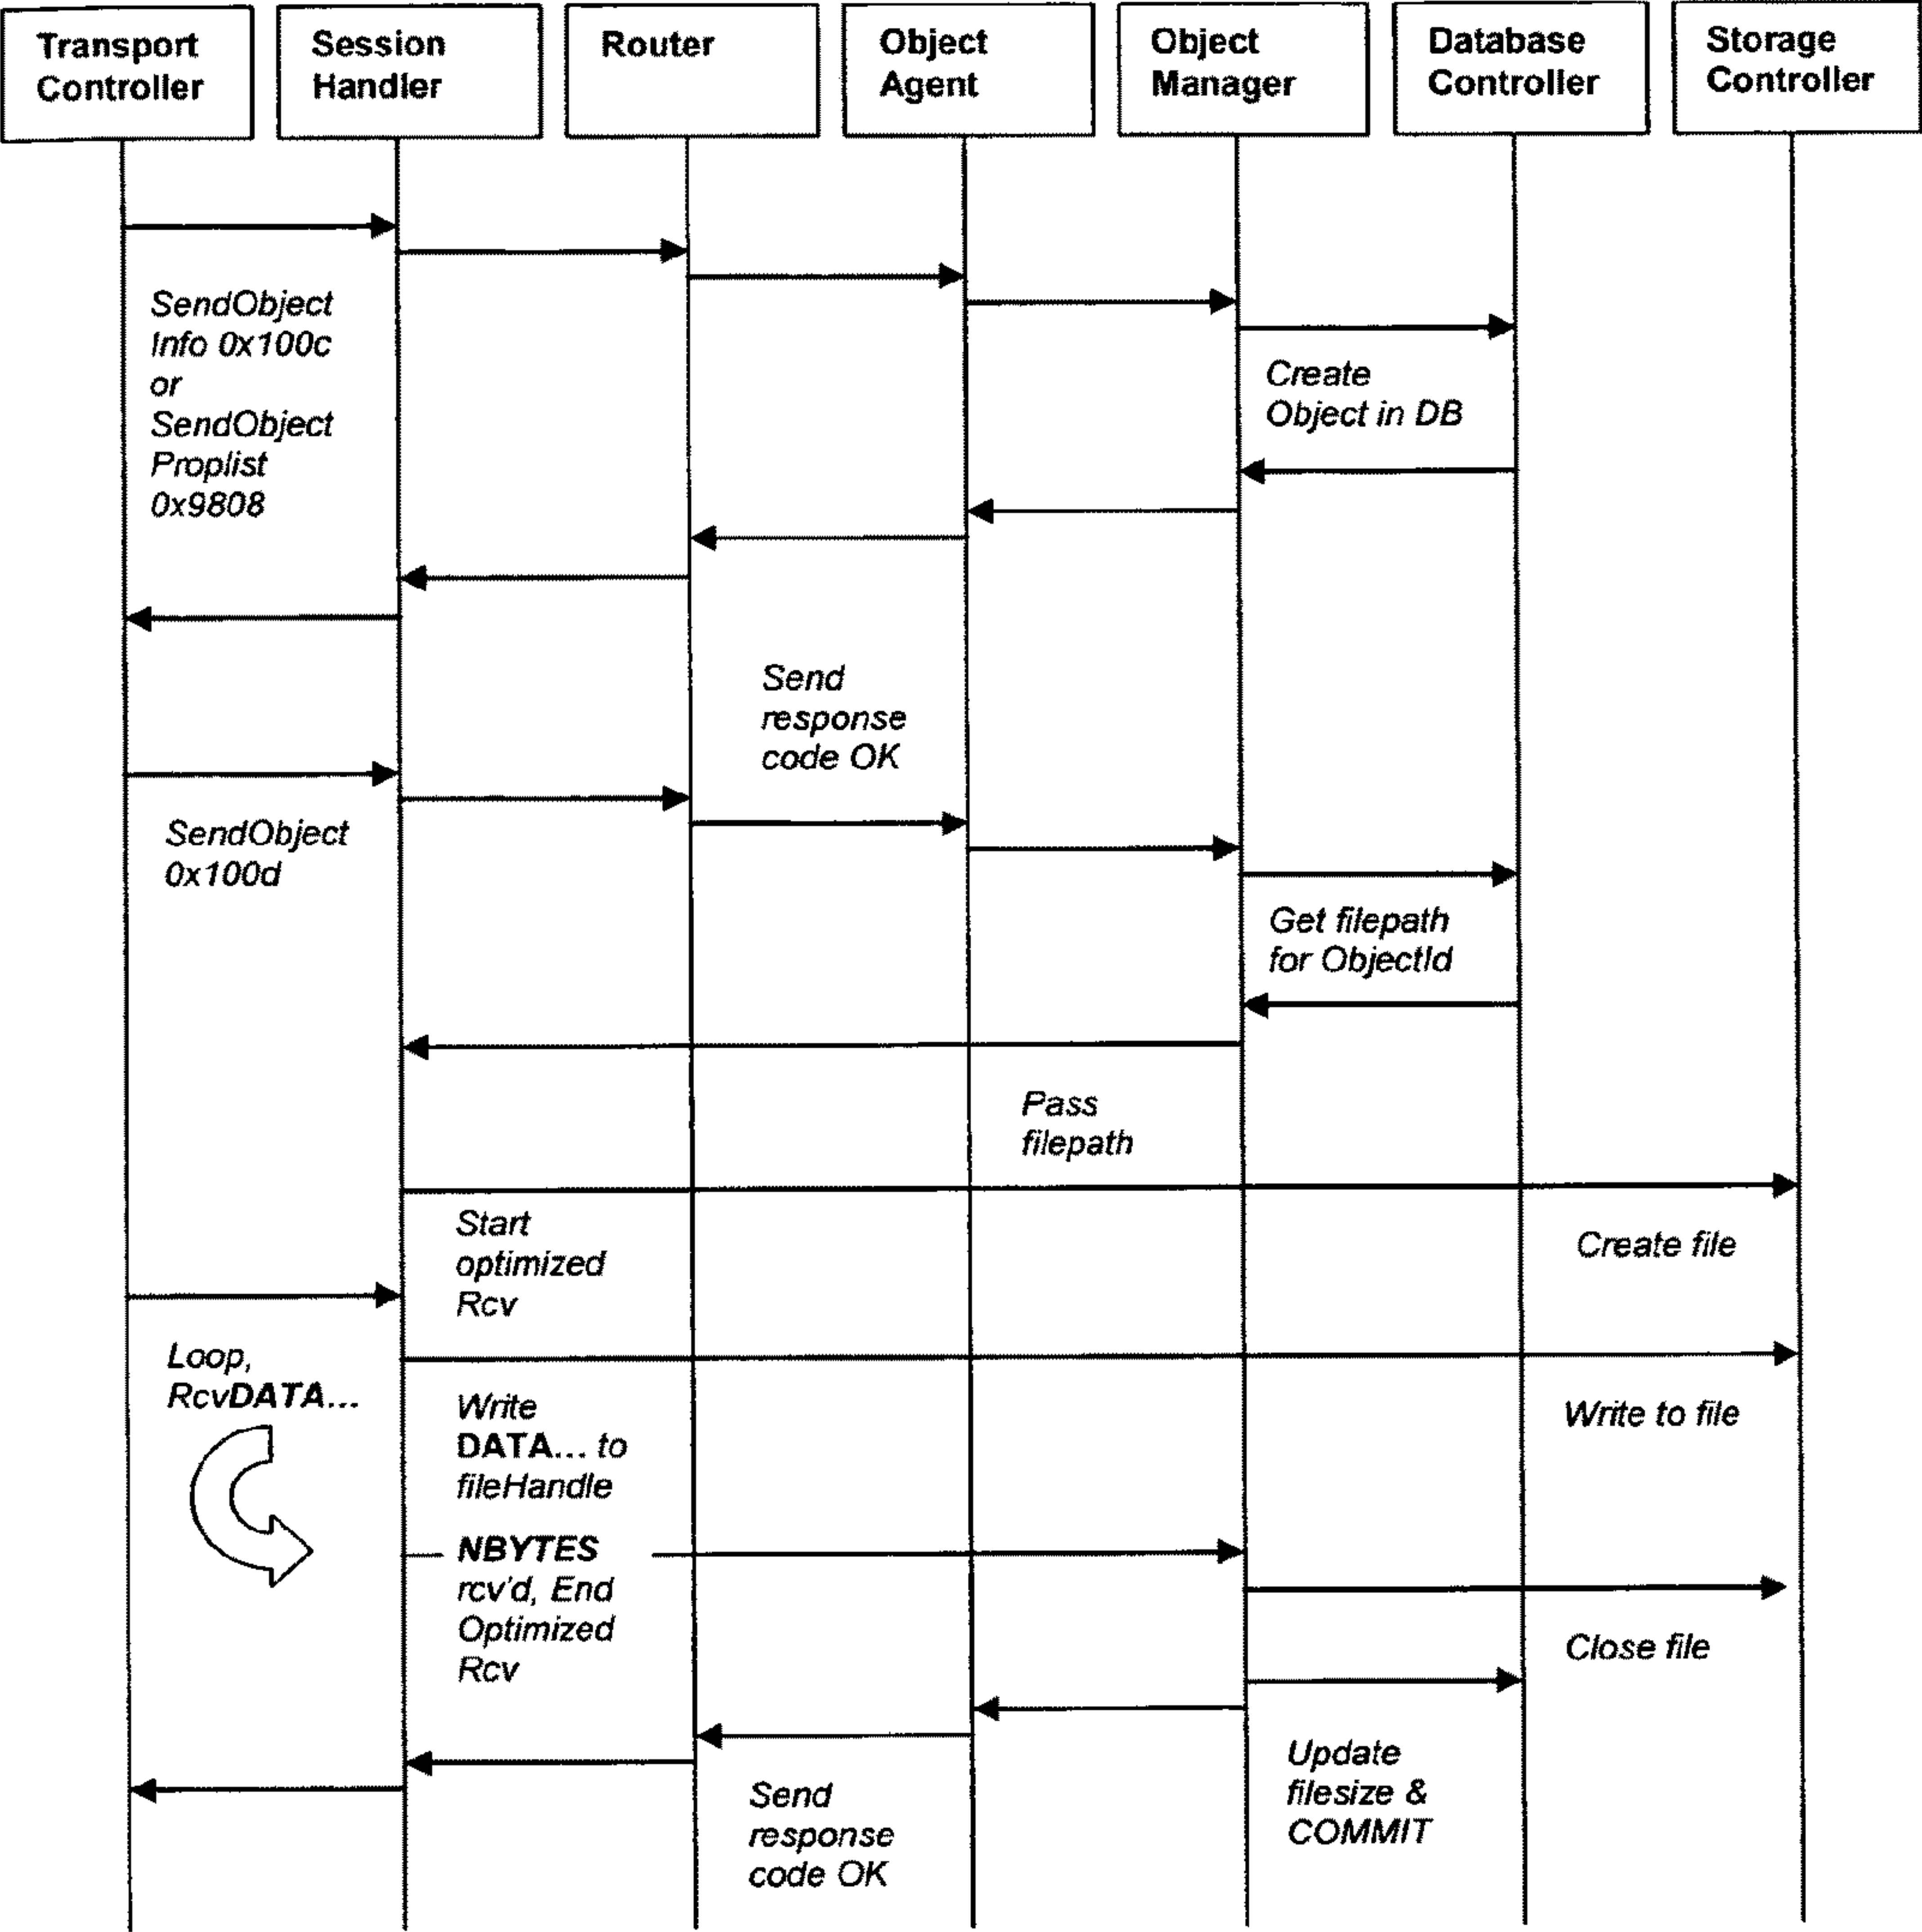 Transport
Controller
Session
Handler
Router
Object
Agent
Object
Manager
Database
Controller
Storage
Controller
SendObject
Info 0x100c
or
SendObject
Proplist
0x9808
Create
Object in DB
Send
response
code OK
SendObject
0x100d
Get filepath
for ObjectId
Pass
filepath
Start
optimized
Rcv
Create file
Loop,
RcvDATA...
Write
DATA... to
fileHandle
Write to file
NBYTES
rcv'd, End
Optimized
Rcv
Close file
Update
filesize &
COMMIT
Send
response
code OK